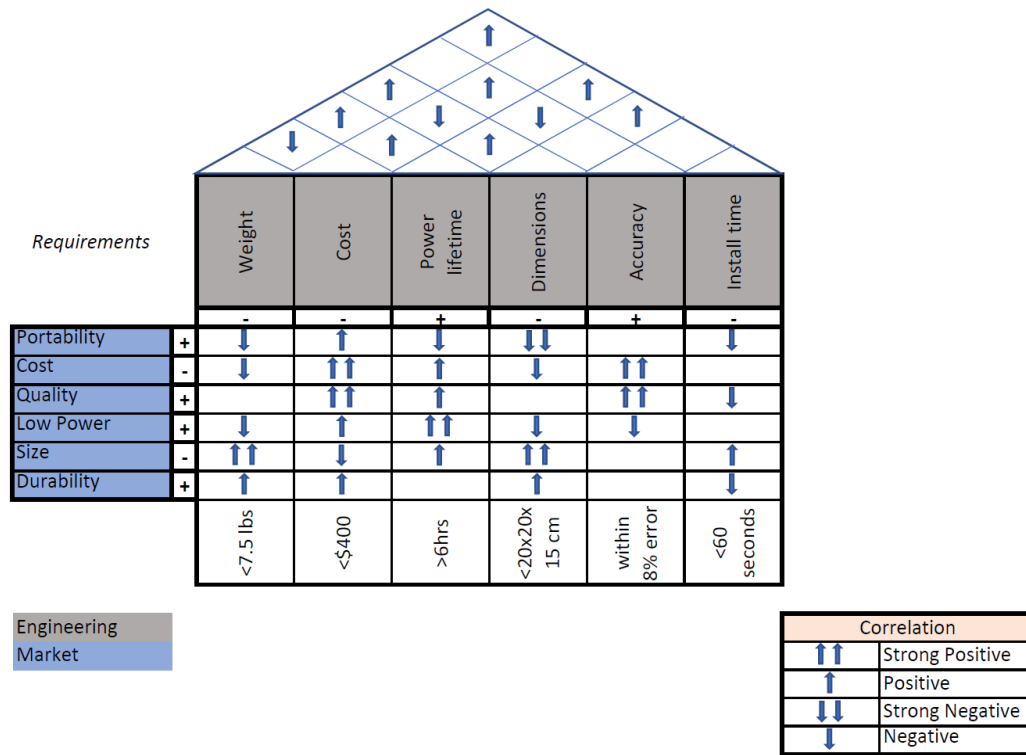 Requirements
Weight
Cost
Power
lifetime
Dimensions
Accuracy
Install time
- - + - + -
Portability +
Cost -
Quality +
Low Power +
Size -
Durability +
<7.5 lbs
<$400
>6hrs
<20x20x
15 cm
within
8% error
<60
seconds
Engineering
Market
Correlation
Strong Positive
Positive
Strong Negative
Negative